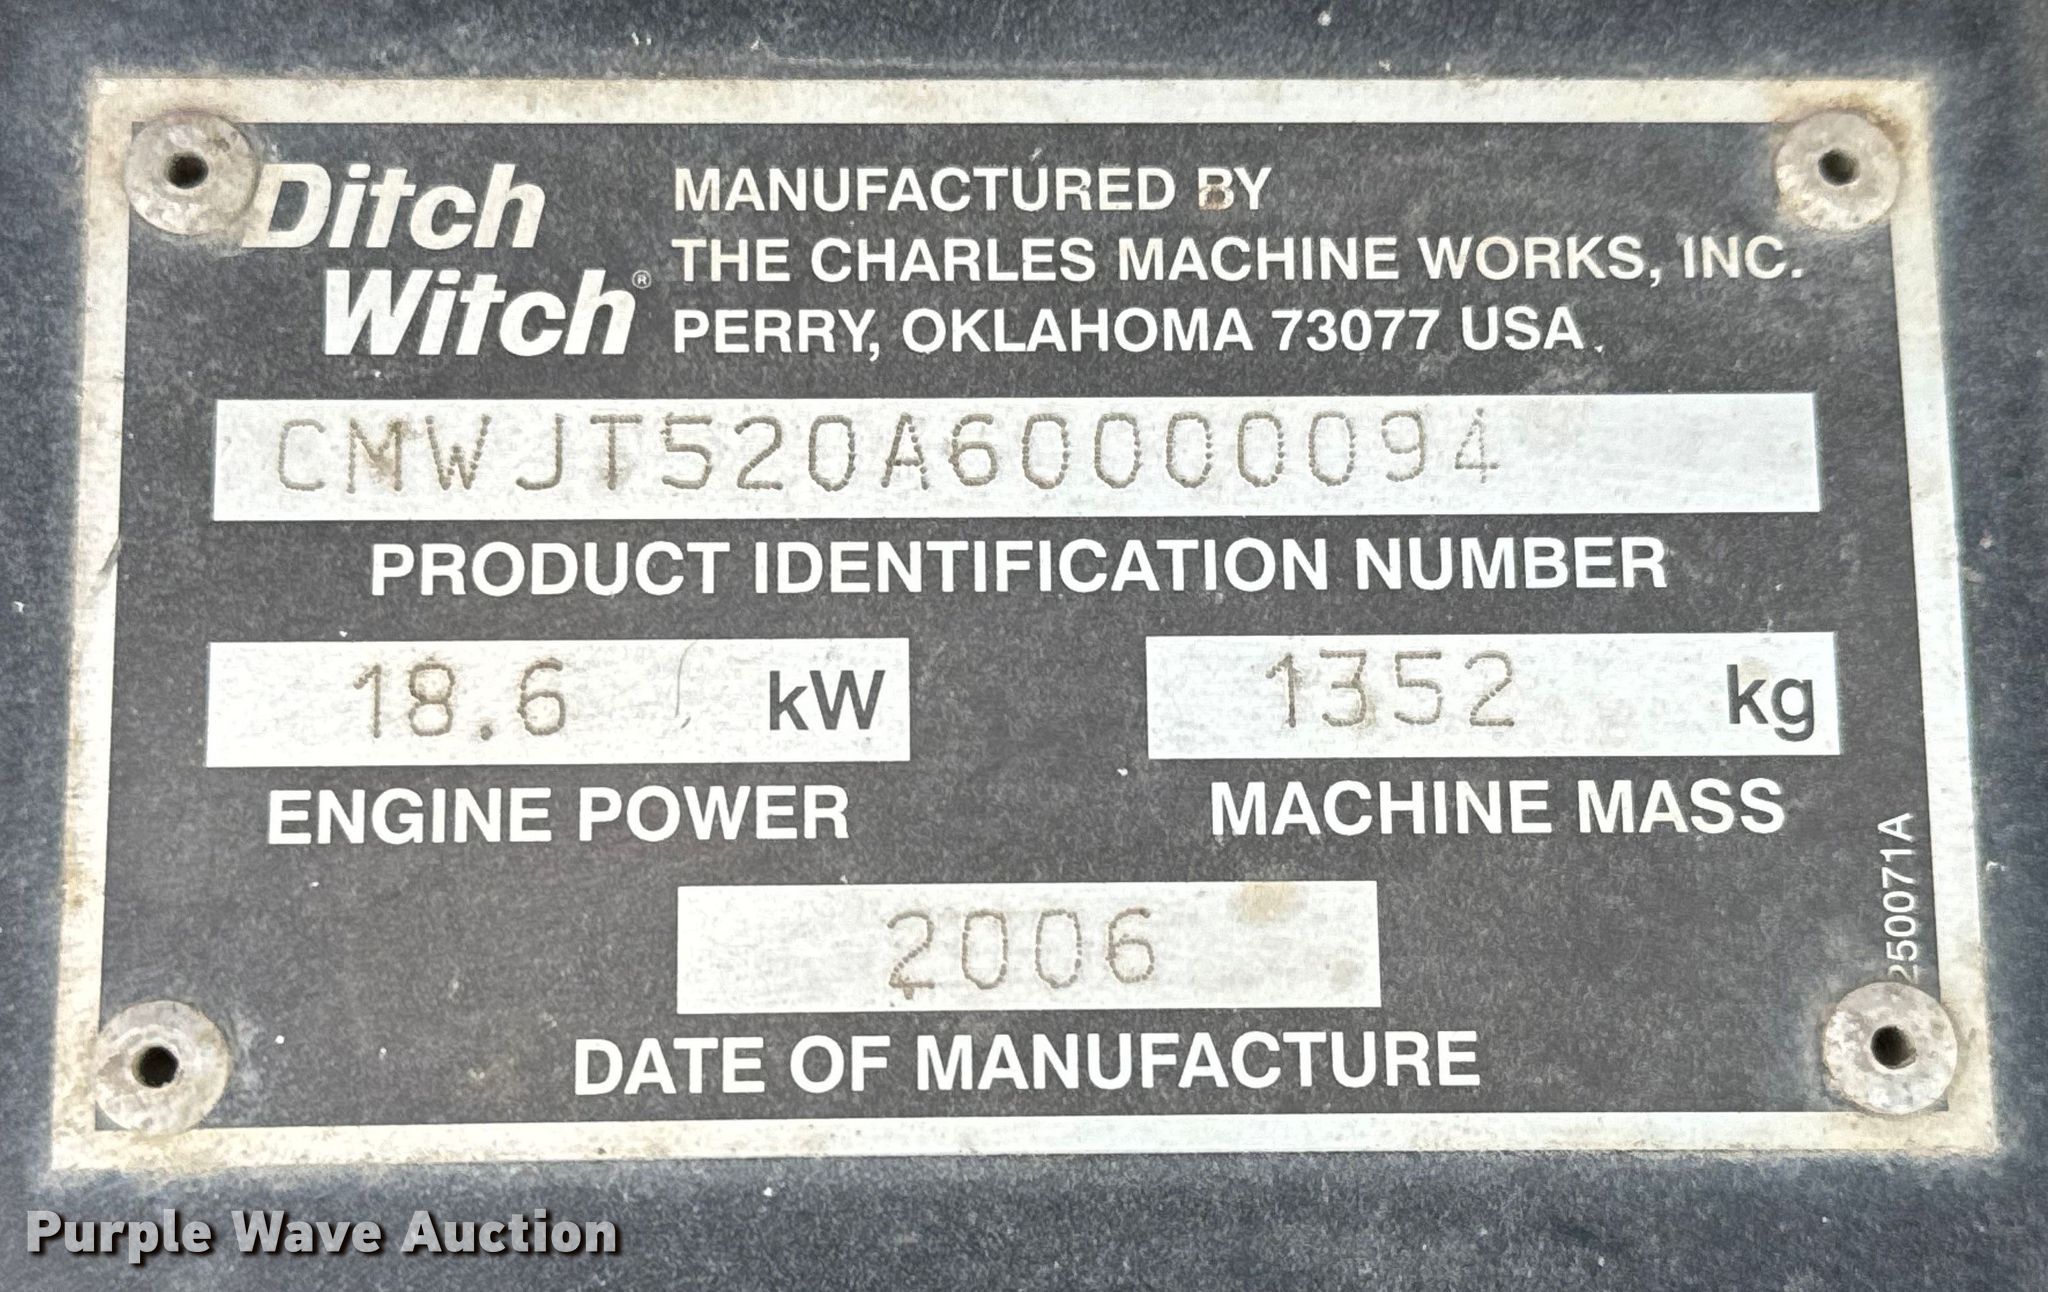 Ditch
Witch®
MANUFACTURED BY
THE CHARLES MACHINE WORKS, INC.
PERRY, OKLAHOMA 73077 USA.
CMWJT520A60000094
PRODUCT IDENTIFICATION NUMBER
18.6 kW
ENGINE POWER
1352 kg
MACHINE MASS
2006
DATE OF MANUFACTURE
250071A
Purple Wave Auction